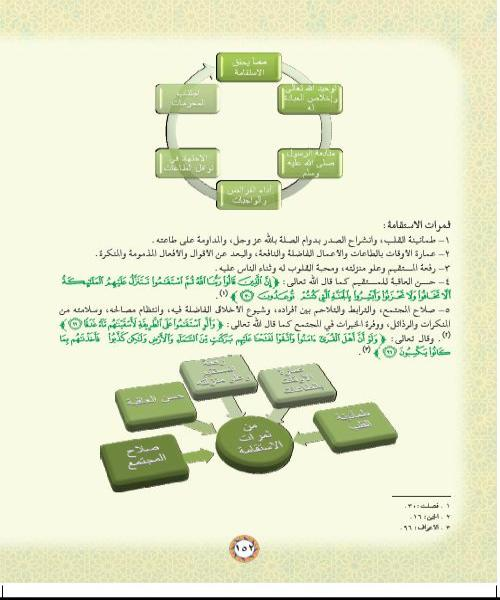 مما يحقق
الاستقامة
توحيد الله تعالى
وإخلاص العبادة
له
متابعة الرسول
صلى الله عليه
وسلم
أداء الفرائض
والواجبات
الاجتهاد في
نوافل الطاعات
اجتناب
المحرمات
ثمرات الاستقامة:
١– طمأنينة القلب، وانشراح الصدر بدوام الصلة بالله عز وجل، والمداومة على طاعته.
٢– عمارة الأوقات بالطاعات والأعمال الفاضلة والنافعة، والبعد عن الأقوال والأفعال المذمومة والمنكرة.
٣– رفعة المستقيم وعلو منزلته، ومحبة القلوب له وثناء الناس عليه.
٤– حسن العاقبة للمستقيم كما قال الله تعالى: ﴿إِنَّ الَّذِينَ قَالُوا رَبُّنَا اللَّهُ ثُمَّ اسْتَقَامُوا تَتَنَزَّلُ عَلَيْهِمُ الْمَلَائِكَةُ
أَلَّا تَخَافُوا وَلَا تَحْزَنُوا وَأَبْشِرُوا بِالْجَنَّةِ الَّتِي كُنْتُمْ تُوعَدُونَ ﴿٣٠﴾﴾ (١).
٥– صلاح المجتمع، والترابط والتلاحم بين أفراده، وشيوع الأخلاق الفاضلة فيه، وانتظام مصالحه، وسلامته من
المنكرات والرذائل، ووفرة الخيرات في المجتمع كما قال الله تعالى: ﴿وَأَلَّوِ اسْتَقَامُوا عَلَى الطَّرِيقَةِ لَأَسْقَيْنَاهُمْ مَاءً غَدَقًا ﴿١٦﴾﴾
(٢). وقال تعالى: ﴿وَلَوْ أَنَّ أَهْلَ الْقُرَى آمَنُوا وَاتَّقَوْا لَفَتَحْنَا عَلَيْهِمْ بَرَكَاتٍ مِنَ السَّمَاءِ وَالْأَرْضِ وَلَكِنْ كَذَّبُوا فَأَخَذْنَاهُمْ بِمَا
كَانُوا يَكْسِبُونَ ﴿٩٦﴾﴾ (٣).
من
ثمرات
الاستقامة
طمأنينة
القلب
عمارة
الأوقات
بالطاعات
رفعة
المستقيم
وعلو منزلته
حسن العاقبة
صلاح
المجتمع
١ . فصلت: ٣٠.
٢ . الجن: ١٦.
٣ . الأعراف: ٩٦.
١٥٢